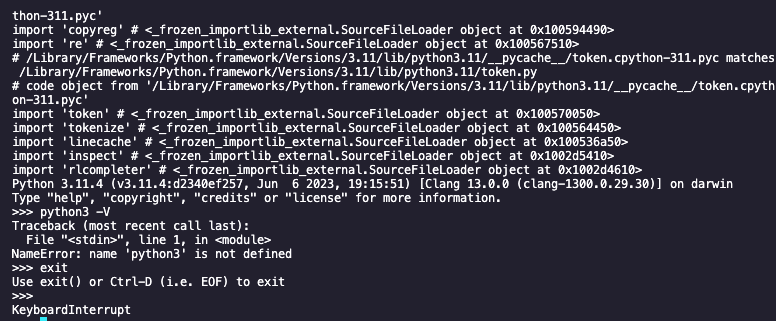 thon-311.pyc'
import 'copyreg' # <_frozen_importlib_external.SourceFileLoader object at 0x100594490>
import 're' # <_frozen_importlib_external.SourceFileLoader object at 0x100567510>
# /Library/Frameworks/Python.framework/Versions/3.11/lib/python3.11/__pycache__/token.cpython-311.pyc matches
/Library/Frameworks/Python.framework/Versions/3.11/lib/python3.11/token.py
# code object from '/Library/Frameworks/Python.framework/Versions/3.11/lib/python3.11/__pycache__/token.cpyth
on-311.pyc'
import 'token' # <_frozen_importlib_external.SourceFileLoader object at 0x100570050>
import 'tokenize' # <_frozen_importlib_external.SourceFileLoader object at 0x100564450>
import 'linecache' # <_frozen_importlib_external.SourceFileLoader object at 0x100536a50>
import 'inspect' # <_frozen_importlib_external.SourceFileLoader object at 0x1002d5410>
import 'rlcompleter' # <_frozen_importlib_external.SourceFileLoader object at 0x1002d4610>
Python 3.11.4 (v3.11.4:d2340ef257, Jun  6 2023, 19:15:51) [Clang 13.0.0 (clang-1300.0.29.30)] on darwin
Type "help", "copyright", "credits" or "license" for more information.
>>> python3 -V
Traceback (most recent call last):
  File "<stdin>", line 1, in <module>
NameError: name 'python3' is not defined
>>> exit
Use exit() or Ctrl-D (i.e. EOF) to exit
>>>
KeyboardInterrupt